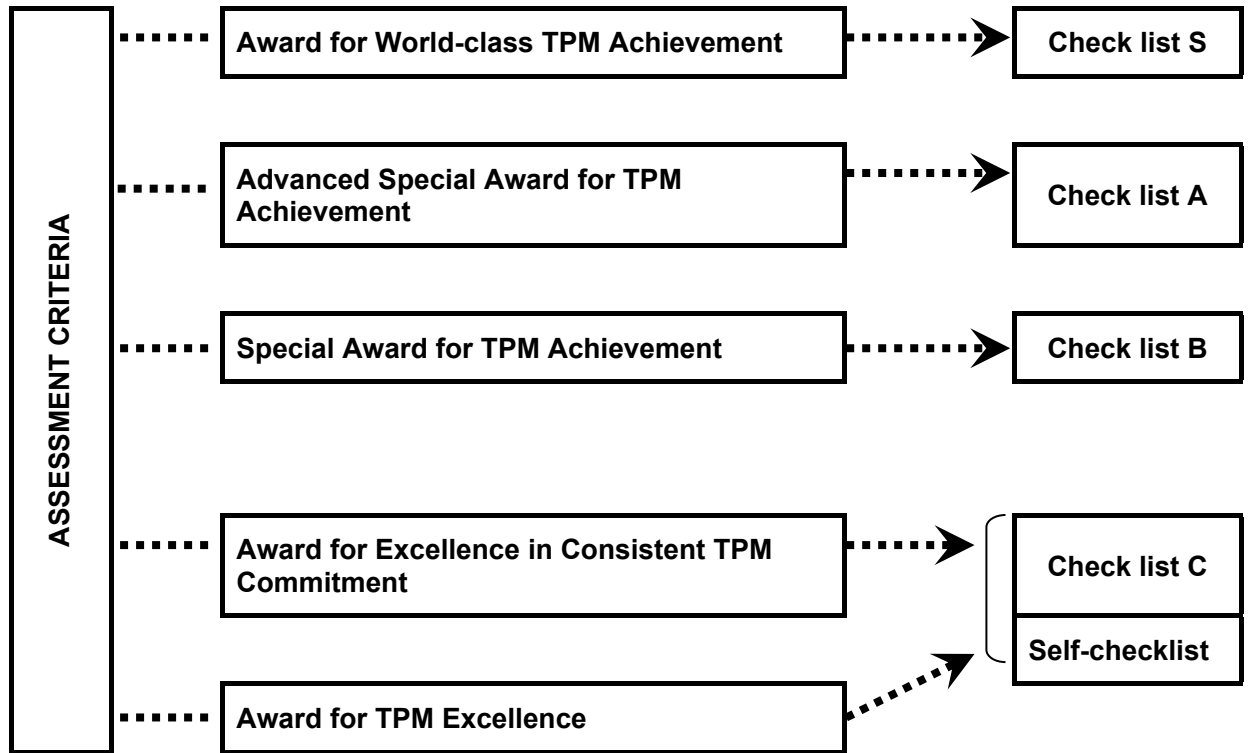 ASSESSMENT CRITERIA
Award for World-class TPM Achievement
Check list S
Advanced Special Award for TPM
Achievement
Check list A
Special Award for TPM Achievement
Check list B
Award for Excellence in Consistent TPM
Commitment
Check list C
Self-checklist
Award for TPM Excellence